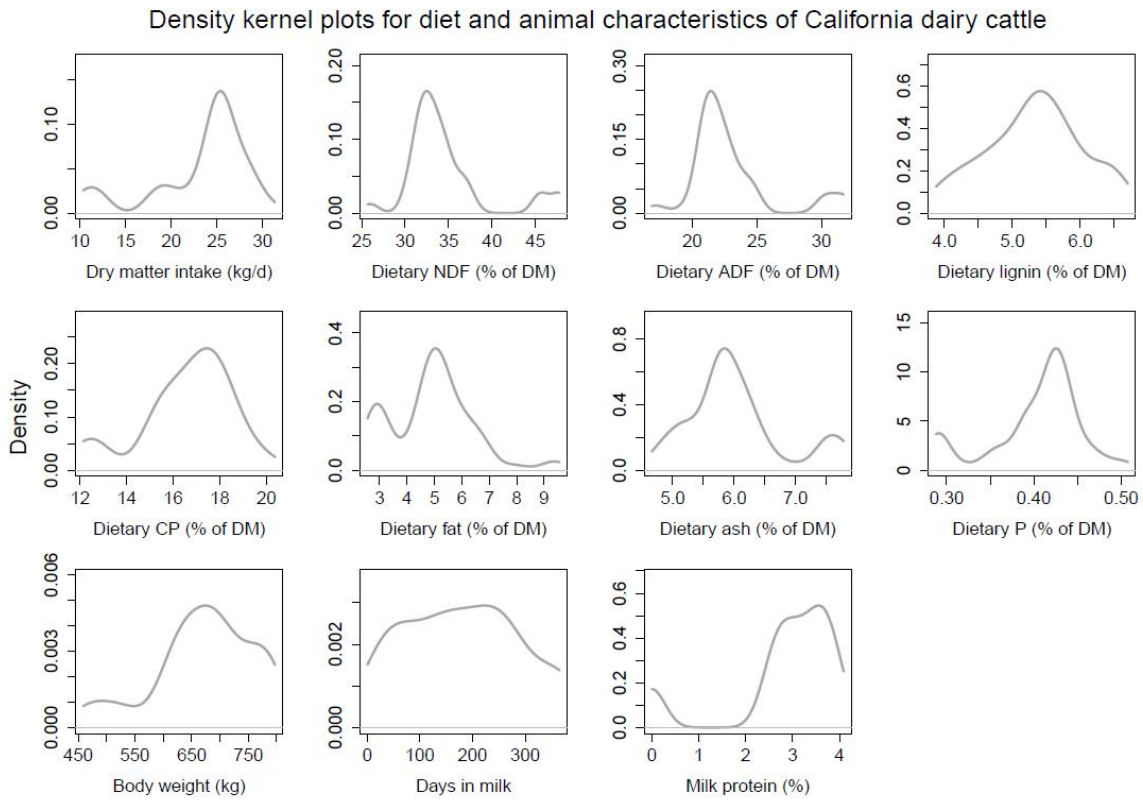 Density kernel plots for diet and animal characteristics of California dairy cattle
0.00 0.10
10 15 20 25 30
Dry matter intake (kg/d)
0.00 0.10 0.20
25 30 35 40 45
Dietary NDF (% of DM)
0.00 0.15 0.30
20 25 30
Dietary ADF (% of DM)
0.0 0.2 0.4 0.6
4.0 5.0 6.0
Dietary lignin (% of DM)
Density
0.00 0.10 0.20
12 14 16 18 20
Dietary CP (% of DM)
0.0 0.2 0.4
3 4 5 6 7 8 9
Dietary fat (% of DM)
0.0 0.4 0.8
5.0 6.0 7.0
Dietary ash (% of DM)
0 5 10 15
0.30 0.40 0.50
Dietary P (% of DM)
0.000 0.003 0.006
450 550 650 750
Body weight (kg)
0.000 0.002
0 100 200 300
Days in milk
0.0 0.2 0.4 0.6
0 1 2 3 4
Milk protein (%)